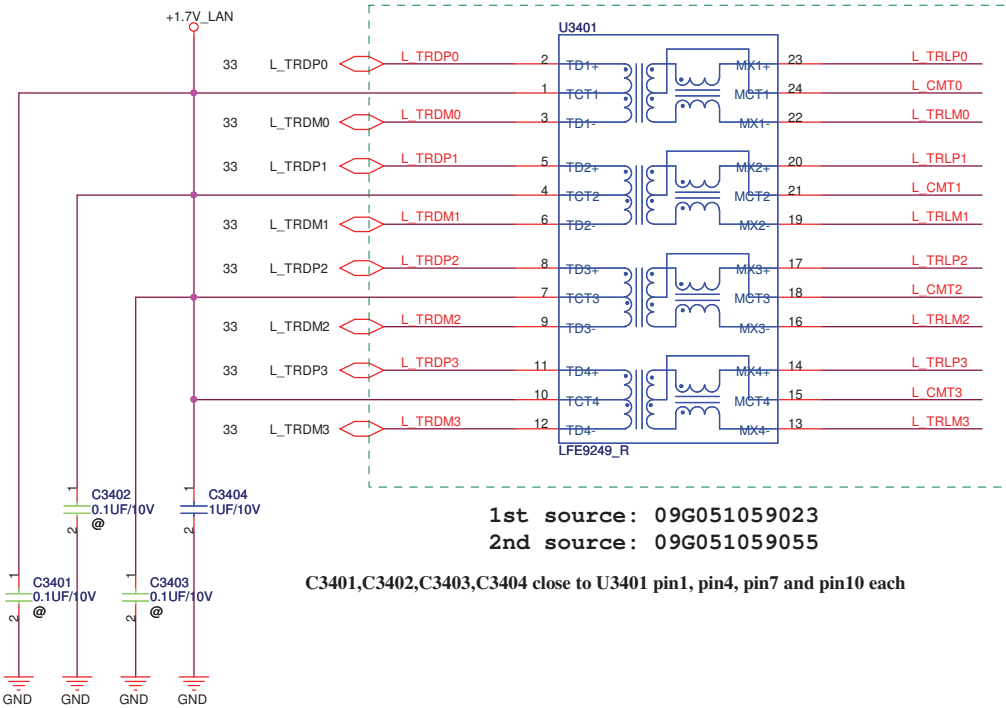 +1.7V_LAN
U3401
33 L_TRDP0 L_TRDP0 2 TD1+ MX1+ 23 L_TRLP0
1 TCT1 MCT1 24 L_CMT0
33 L_TRDM0 L_TRDM0 3 TD1- MX1- 22 L_TRLM0
33 L_TRDP1 L_TRDP1 5 TD2+ MX2+ 20 L_TRLP1
4 TCT2 MCT2 21 L_CMT1
33 L_TRDM1 L_TRDM1 6 TD2- MX2- 19 L_TRLM1
33 L_TRDP2 L_TRDP2 8 TD3+ MX3+ 17 L_TRLP2
7 TCT3 MCT3 18 L_CMT2
33 L_TRDM2 L_TRDM2 9 TD3- MX3- 16 L_TRLM2
33 L_TRDP3 L_TRDP3 11 TD4+ MX4+ 14 L_TRLP3
10 TCT4 MCT4 15 L_CMT3
33 L_TRDM3 L_TRDM3 12 TD4- MX4- 13 L_TRLM3
LFE9249_R
1 C3402 0.1UF/10V @ 2
1 C3404 1UF/10V 2
1st source: 09G051059023
2nd source: 09G051059055
C3401,C3402,C3403,C3404 close to U3401 pin1, pin4, pin7 and pin10 each
1 C3401 0.1UF/10V @ 2
1 C3403 0.1UF/10V @ 2
GND GND GND GND